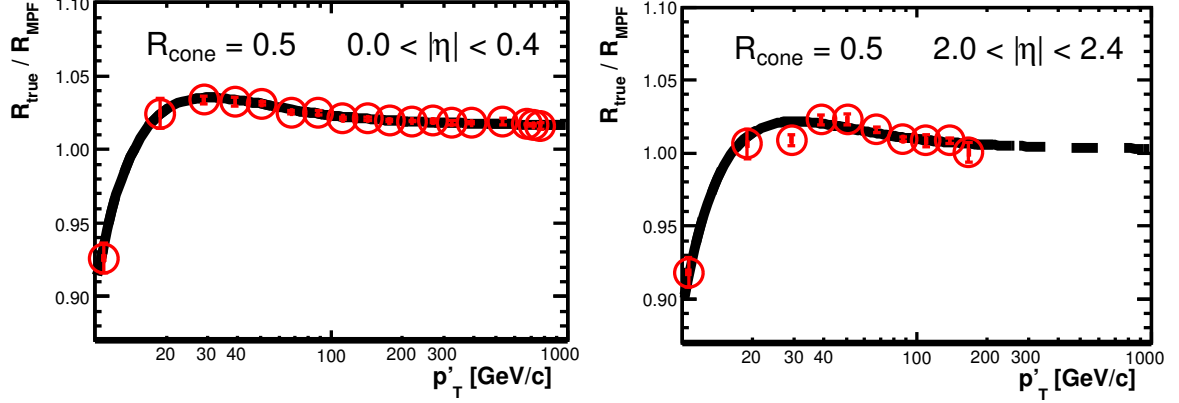 R_true / R_MPF
R_cone = 0.5 0.0 < |η| < 0.4
1.10
1.05
1.00
0.95
0.90
20 30 40 100 200 300 1000
p'_T [GeV/c]
R_true / R_MPF
R_cone = 0.5 2.0 < |η| < 2.4
1.10
1.05
1.00
0.95
0.90
20 30 40 100 200 300 1000
p'_T [GeV/c]